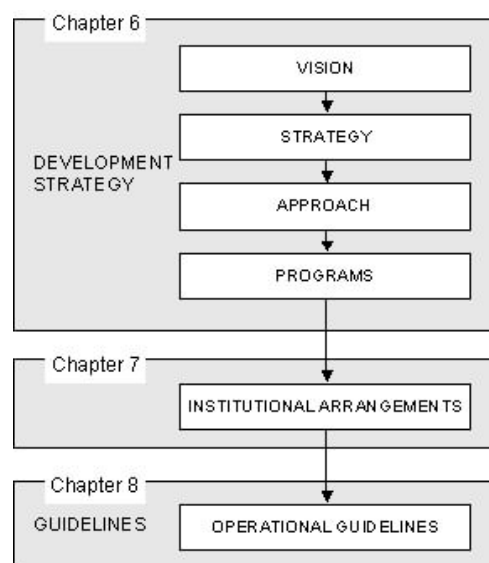 Chapter 6
VISION
STRATEGY
DEVELOPMENT
STRATEGY
APPROACH
PROGRAMS
Chapter 7
INSTITUTIONAL ARRANGEMENTS
Chapter 8
GUIDELINES
OPERATIONAL GUIDELINES